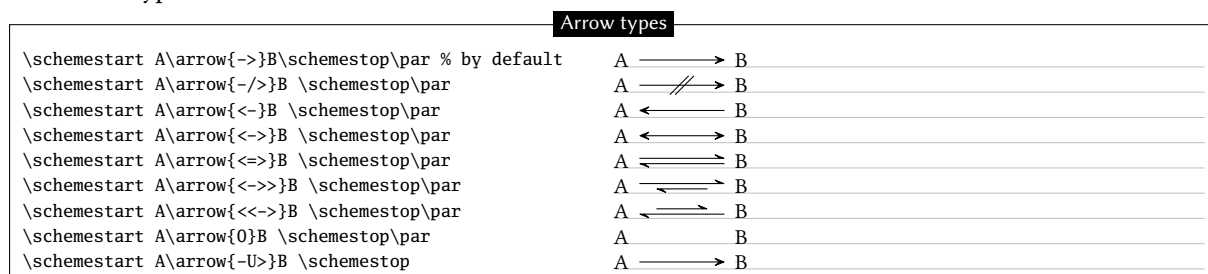 Arrow types
\schemestart A\arrow{->}B\schemestop\par % by default A B
\schemestart A\arrow{-/>}B \schemestop\par A B
\schemestart A\arrow{<-}B \schemestop\par A B
\schemestart A\arrow{<->}B \schemestop\par A B
\schemestart A\arrow{<=>}B \schemestop\par A B
\schemestart A\arrow{<->>}B \schemestop\par A B
\schemestart A\arrow{<<->}B \schemestop\par A B
\schemestart A\arrow{0}B \schemestop\par A B
\schemestart A\arrow{-U>}B \schemestop A B